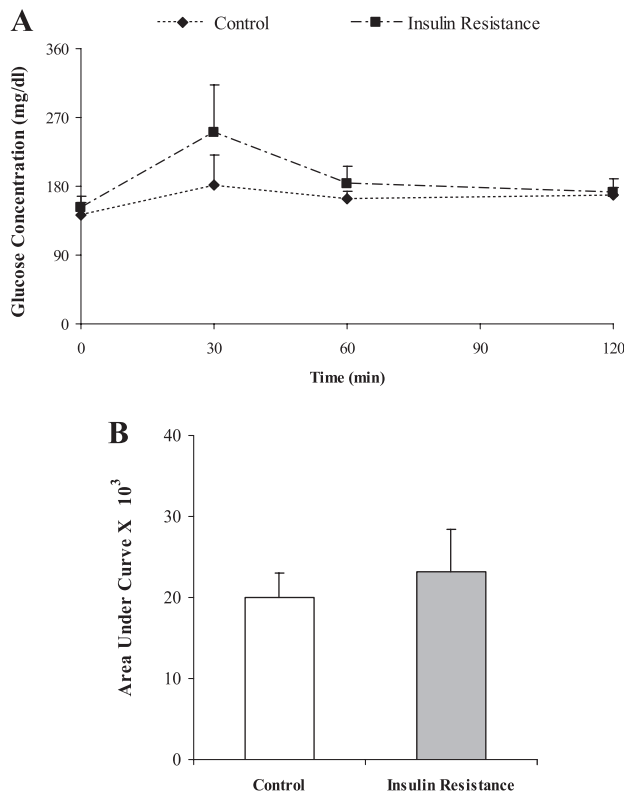 A
Control
Insulin Resistance
Glucose Concentration (mg/dl)
360
270
180
90
0
0 30 60 90 120
Time (min)
B
Area Under Curve X 10³
40
30
20
10
0
Control Insulin Resistance